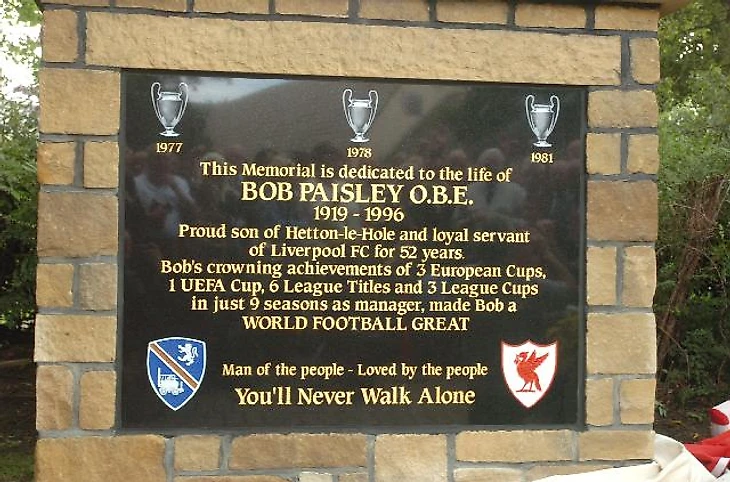 1977
1978
1981
This Memorial is dedicated to the life of
BOB PAISLEY O.B.E.
1919 - 1996
Proud son of Hetton-le-Hole and loyal servant
of Liverpool FC for 52 years.
Bob's crowning achievements of 3 European Cups,
1 UEFA Cup, 6 League Titles and 3 League Cups
in just 9 seasons as manager, made Bob a
WORLD FOOTBALL GREAT
Man of the people - Loved by the people
You'll Never Walk Alone